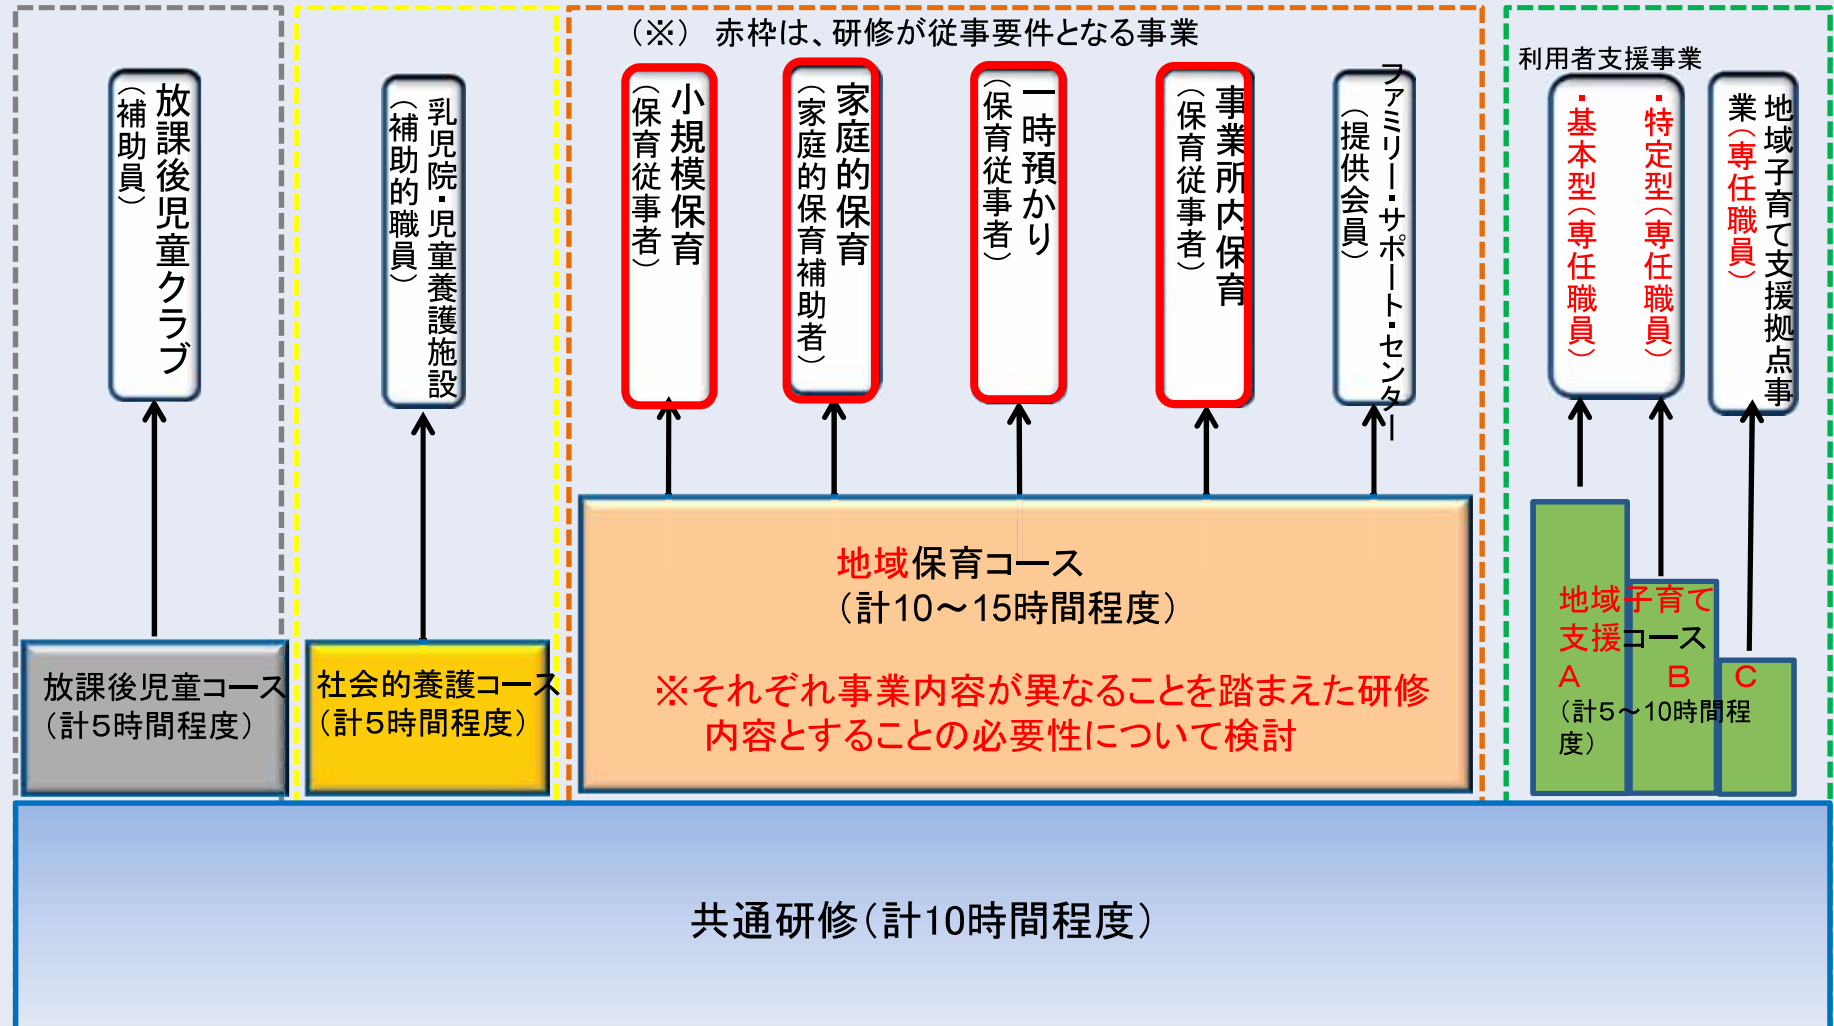 （※） 赤枠は、研修が従事要件となる事業
放課後児童クラブ
（補助員）
乳児院・児童養護施設
（補助的職員）
小規模保育
（保育従事者）
家庭的保育
（家庭的保育補助者）
一時預かり
（保育従事者）
事業所内保育
（保育従事者）
ファミリー・サポート・センター
（提供会員）
利用者支援事業
・特定型（専任職員）
・基本型（専任職員）
地域子育て支援拠点事
業（専任職員）
放課後児童コース
（計5時間程度）
社会的養護コース
（計5時間程度）
地域保育コース
（計10～15時間程度）
※それぞれ事業内容が異なることを踏まえた研修
内容とすることの必要性について検討
地域子育て
支援コース
A B C
（計5～10時間程
度）
共通研修（計10時間程度）